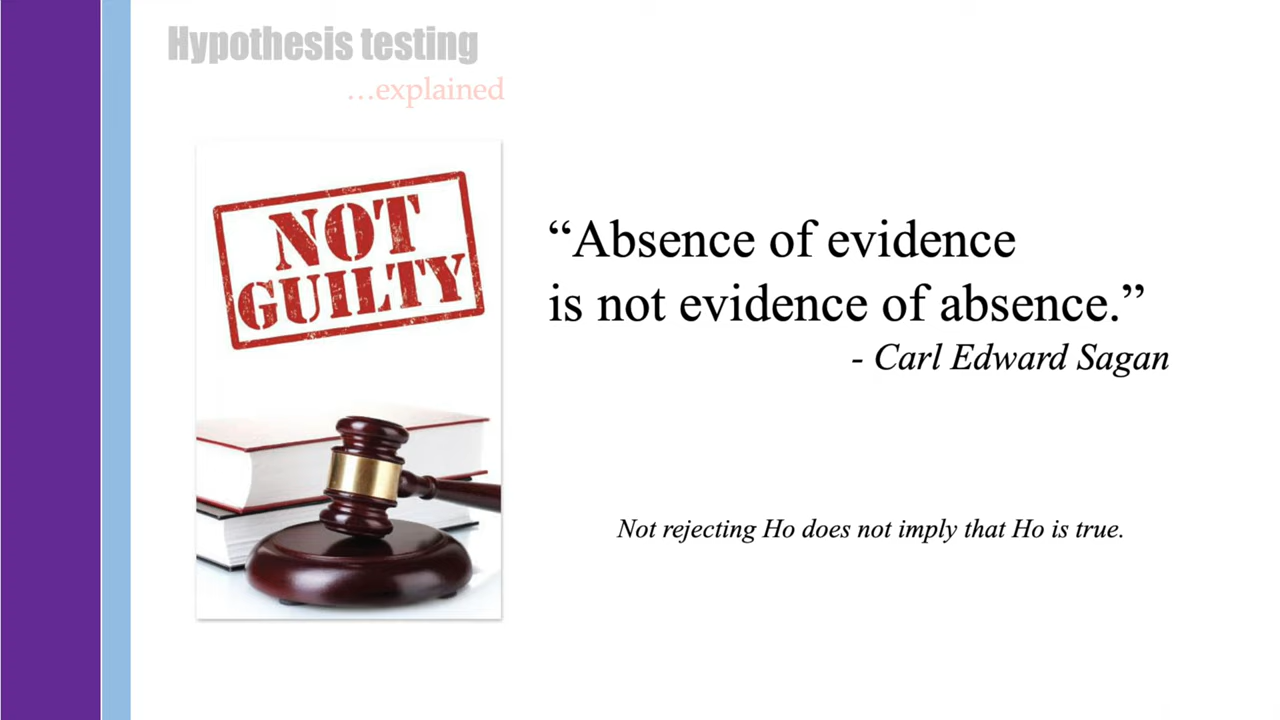 Hypothesis testing
…explained
NOT
GUILTY
“Absence of evidence
is not evidence of absence.”
- Carl Edward Sagan
Not rejecting Ho does not imply that Ho is true.